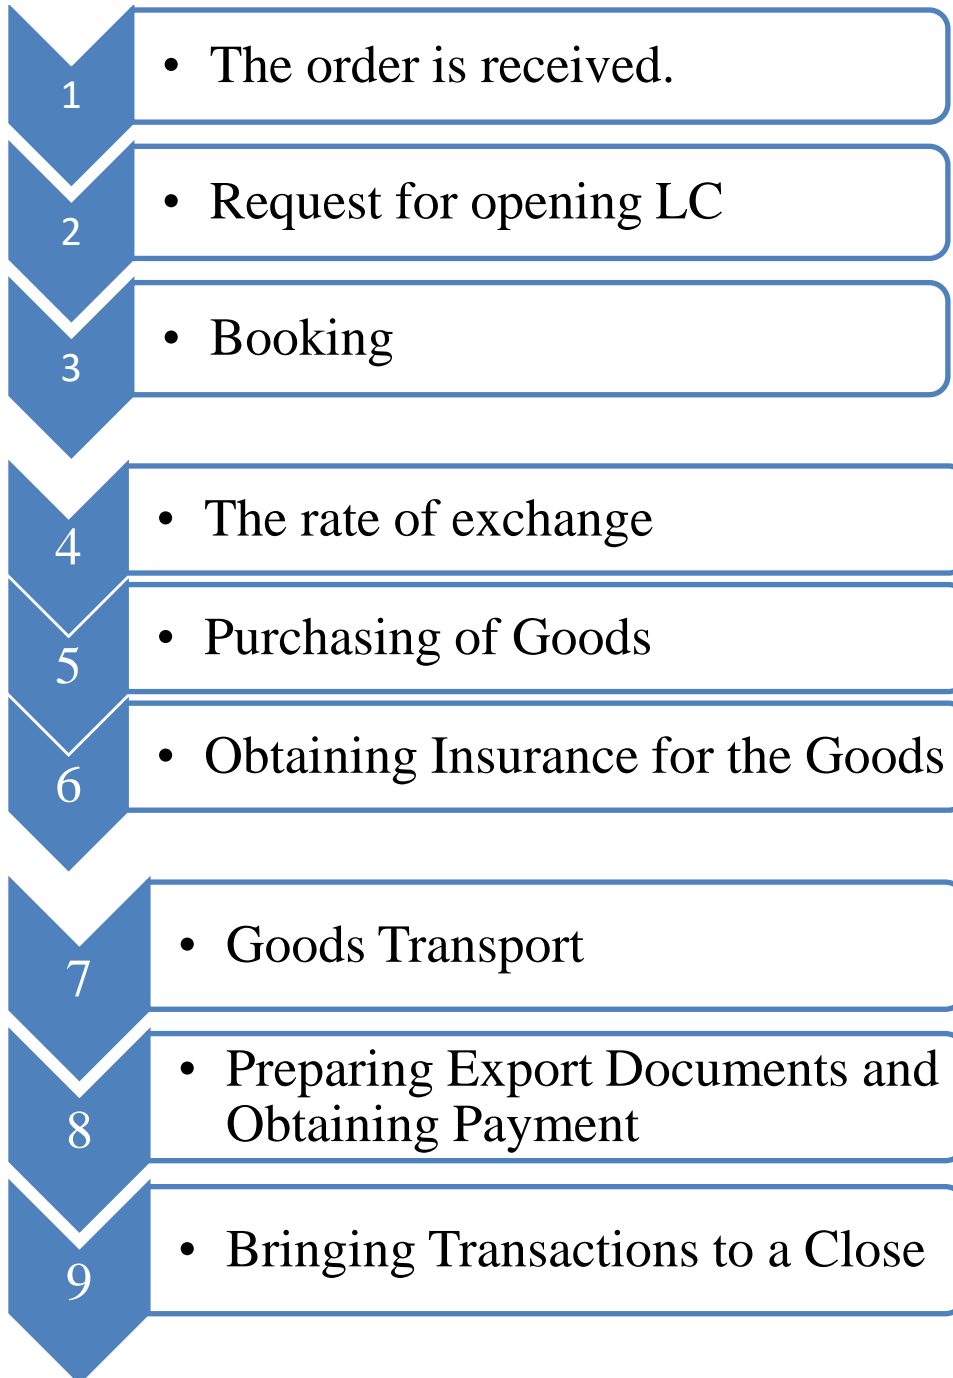 1
• The order is received.
2
• Request for opening LC
3
• Booking
4
• The rate of exchange
5
• Purchasing of Goods
6
• Obtaining Insurance for the Goods
7
• Goods Transport
8
• Preparing Export Documents and
Obtaining Payment
9
• Bringing Transactions to a Close